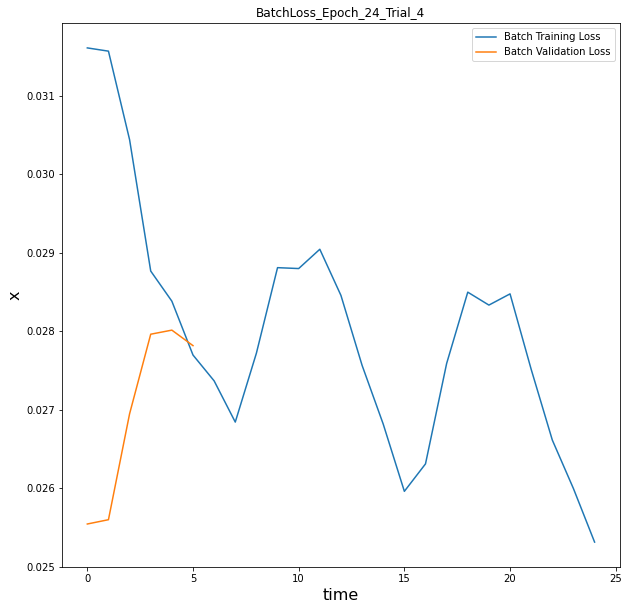 BatchLoss_Epoch_24_Trial_4
Batch Training Loss
Batch Validation Loss
0.031
0.030
0.029
0.028
0.027
0.026
0.025
x
0 5 10 15 20 25
time